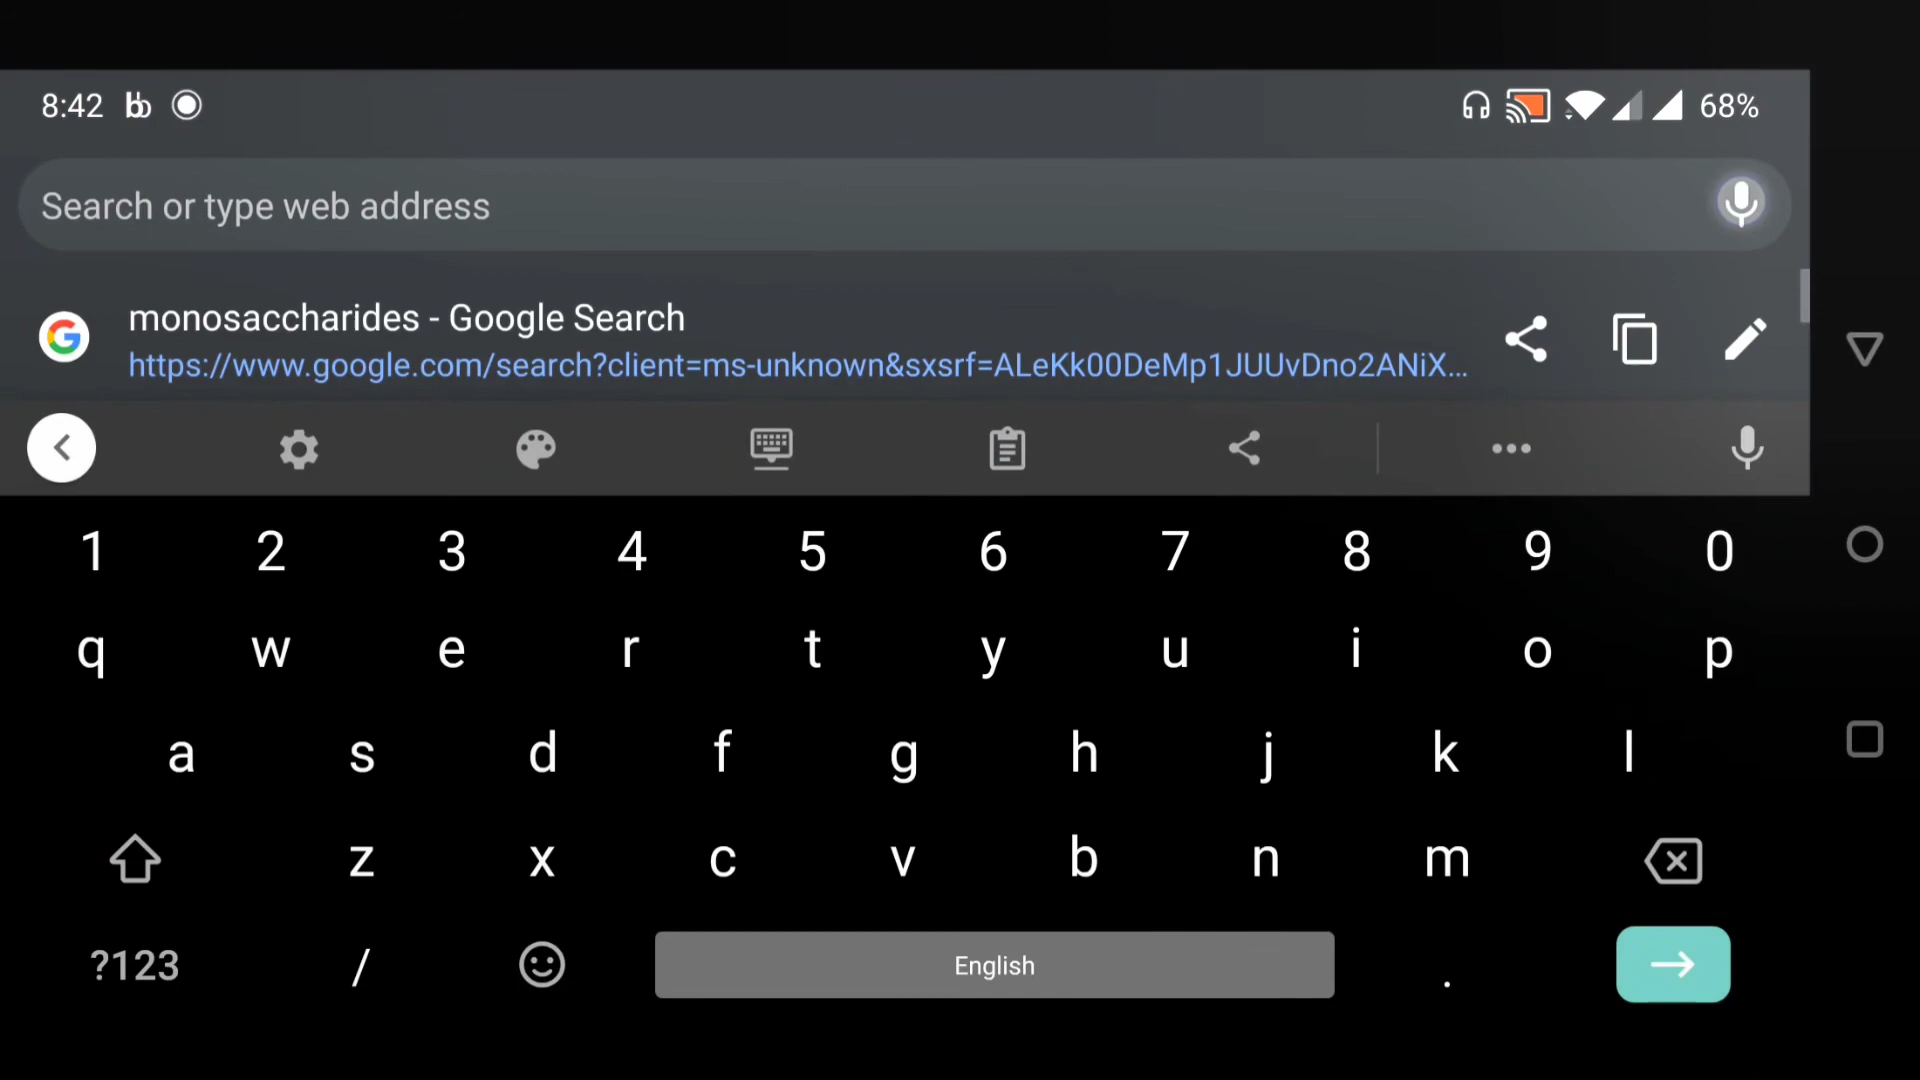 8:42 bb 68%
Search or type web address
monosaccharides - Google Search
https://www.google.com/search?client=ms-unknown&sxsrf=ALeKk00DeMp1JUUvDno2ANiX...
1 2 3 4 5 6 7 8 9 0
q w e r t y u i o p
a s d f g h j k l
z x c v b n m
?123 / English .